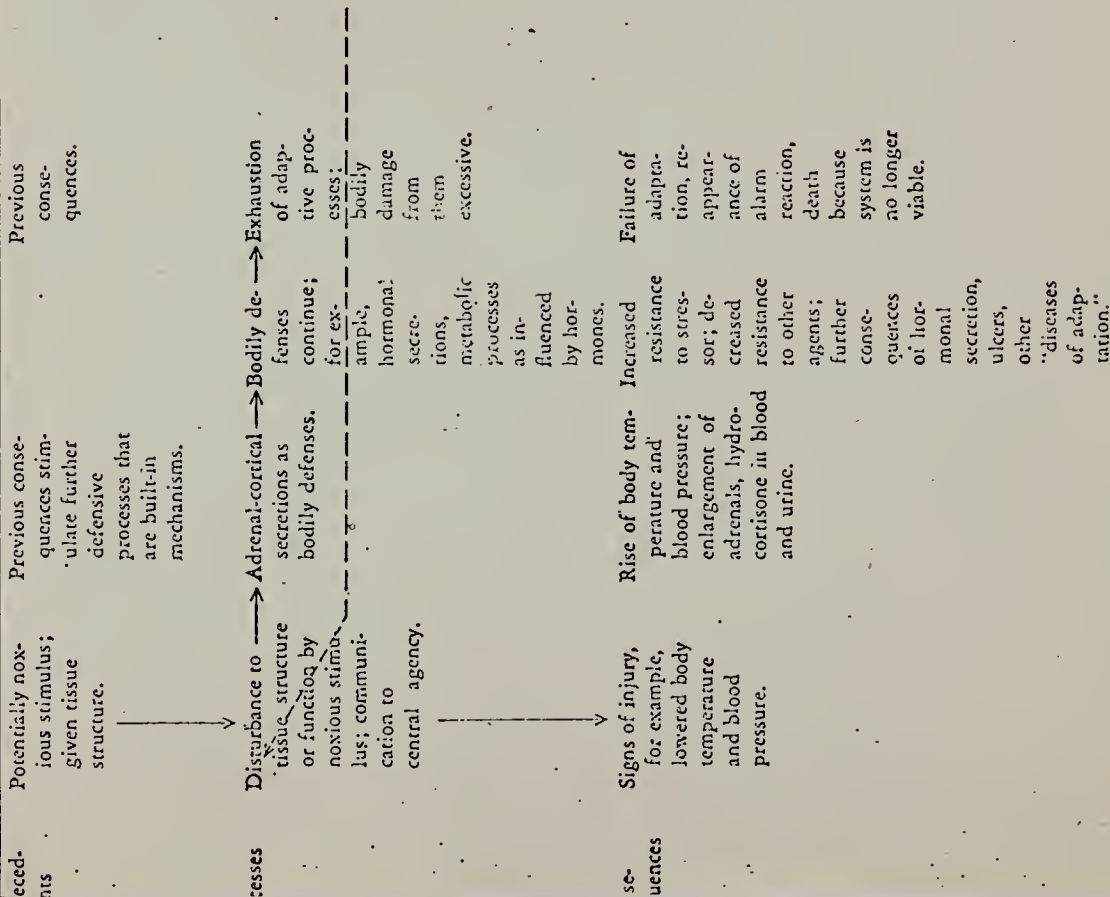 eced-
nts
Potentially nox-
ious stimulus;
given tissue
structure.
Previous conse-
quences stim-
ulate further
defensive
processes that
are built-in
mechanisms.
Previous
conse-
quences.
cesses
Disturbance to
tissue structure
or function by
noxious stimu-
lus; communi-
cation to
central agency.
Adrenal-cortical
secretions as
bodily defenses.
Bodily de-
fenses
continue;
for ex-
ample,
hormonal
secre-
tions,
metabolic
processes
as in-
fluenced
by hor-
mones.
Exhaustion
of adap-
tive proc-
esses;
bodily
damage
from
them
excessive.
se-
uences
Signs of injury,
for example,
lowered body
temperature
and blood
pressure.
Rise of body tem-
perature and
blood pressure;
enlargement of
adrenals, hydro-
cortisone in blood
and urine.
Increased
resistance
to stres-
sor; de-
creased
resistance
to other
agents;
further
conse-
quences
of hor-
monal
secretion,
ulcers,
other
"diseases
of adap-
tation."
Failure of
adapta-
tion, re-
appear-
ance of
alarm
reaction,
death
because
system is
no longer
viable.